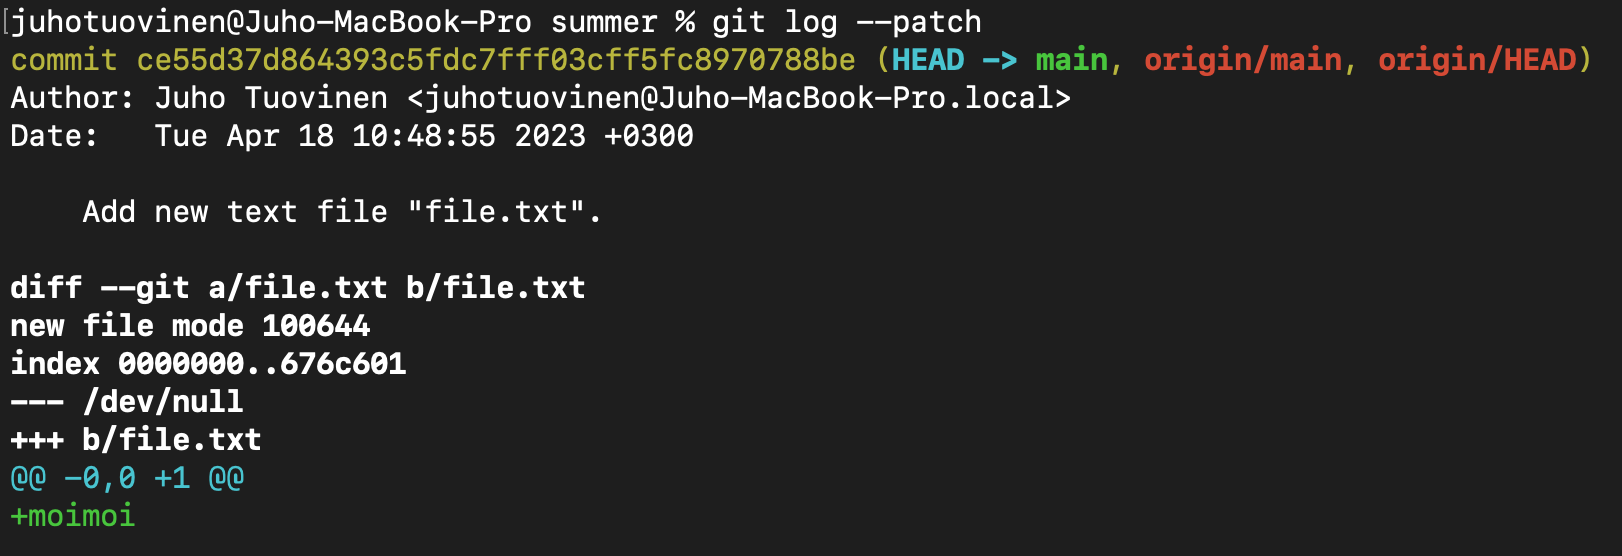 [juhotuovinen@Juho-MacBook-Pro summer % git log --patch
commit ce55d37d864393c5fdc7fff03cff5fc8970788be (HEAD -> main, origin/main, origin/HEAD)
Author: Juho Tuovinen <juhotuovinen@Juho-MacBook-Pro.local>
Date:   Tue Apr 18 10:48:55 2023 +0300
    Add new text file "file.txt".
diff --git a/file.txt b/file.txt
new file mode 100644
index 0000000..676c601
--- /dev/null
+++ b/file.txt
@@ -0,0 +1 @@
+moimoi